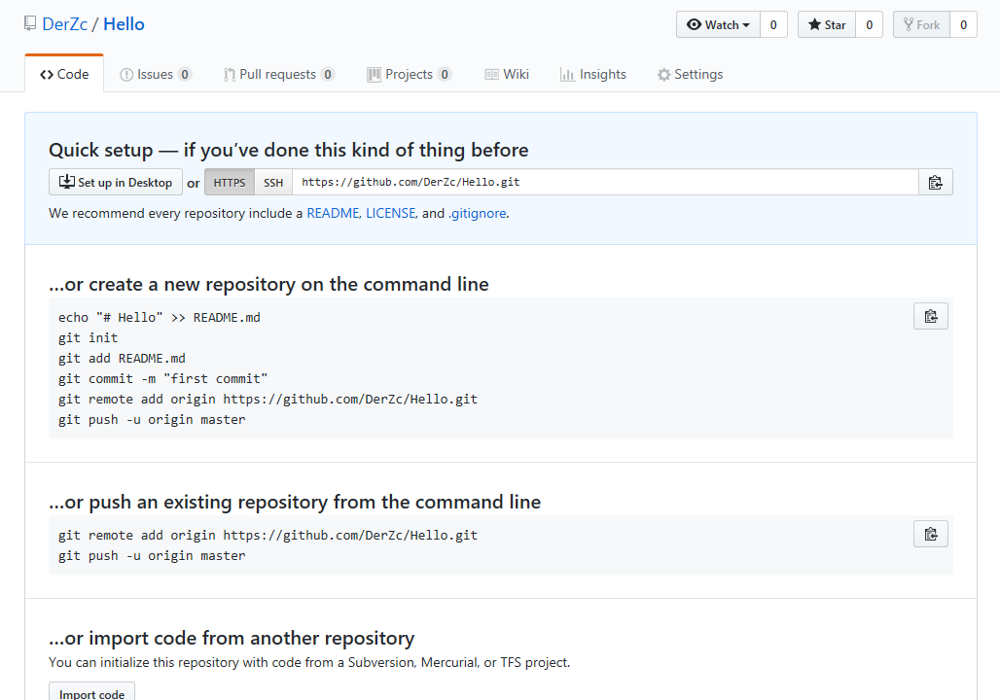 DerZc / Hello
Watch 0 Star 0 Fork 0
Code Issues 0 Pull requests 0 Projects 0 Wiki Insights Settings
Quick setup — if you’ve done this kind of thing before
Set up in Desktop or HTTPS SSH https://github.com/DerZc/Hello.git
We recommend every repository include a README, LICENSE, and .gitignore.
…or create a new repository on the command line
echo "# Hello" >> README.md
git init
git add README.md
git commit -m "first commit"
git remote add origin https://github.com/DerZc/Hello.git
git push -u origin master
…or push an existing repository from the command line
git remote add origin https://github.com/DerZc/Hello.git
git push -u origin master
…or import code from another repository
You can initialize this repository with code from a Subversion, Mercurial, or TFS project.
Import code